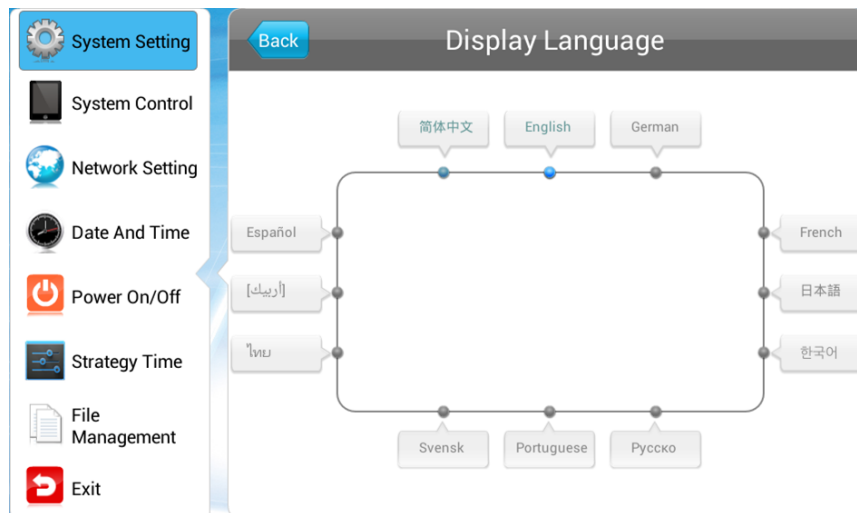 System Setting
System Control
Network Setting
Date And Time
Power On/Off
Strategy Time
File
Management
Exit
Back
Display Language
简体中文
English
German
Español
French
[أربيك]
日本語
ไทย
한국어
Svensk
Portuguese
Русско